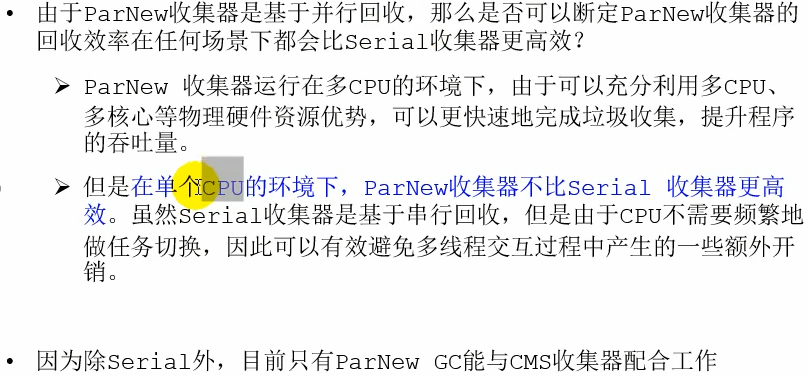 • 由于ParNew收集器是基于并行回收，那么是否可以断定ParNew收集器的
回收效率在任何场景下都会比Serial收集器更高效？
➢ ParNew 收集器运行在多CPU的环境下，由于可以充分利用多CPU、
多核心等物理硬件资源优势，可以更快速地完成垃圾收集，提升程序
的吞吐量。
➢ 但是在单个CPU的环境下，ParNew收集器不比Serial 收集器更高
效。虽然Serial收集器是基于串行回收，但是由于CPU不需要频繁地
做任务切换，因此可以有效避免多线程交互过程中产生的一些额外开
销。
• 因为除Serial外，目前只有ParNew GC能与CMS收集器配合工作